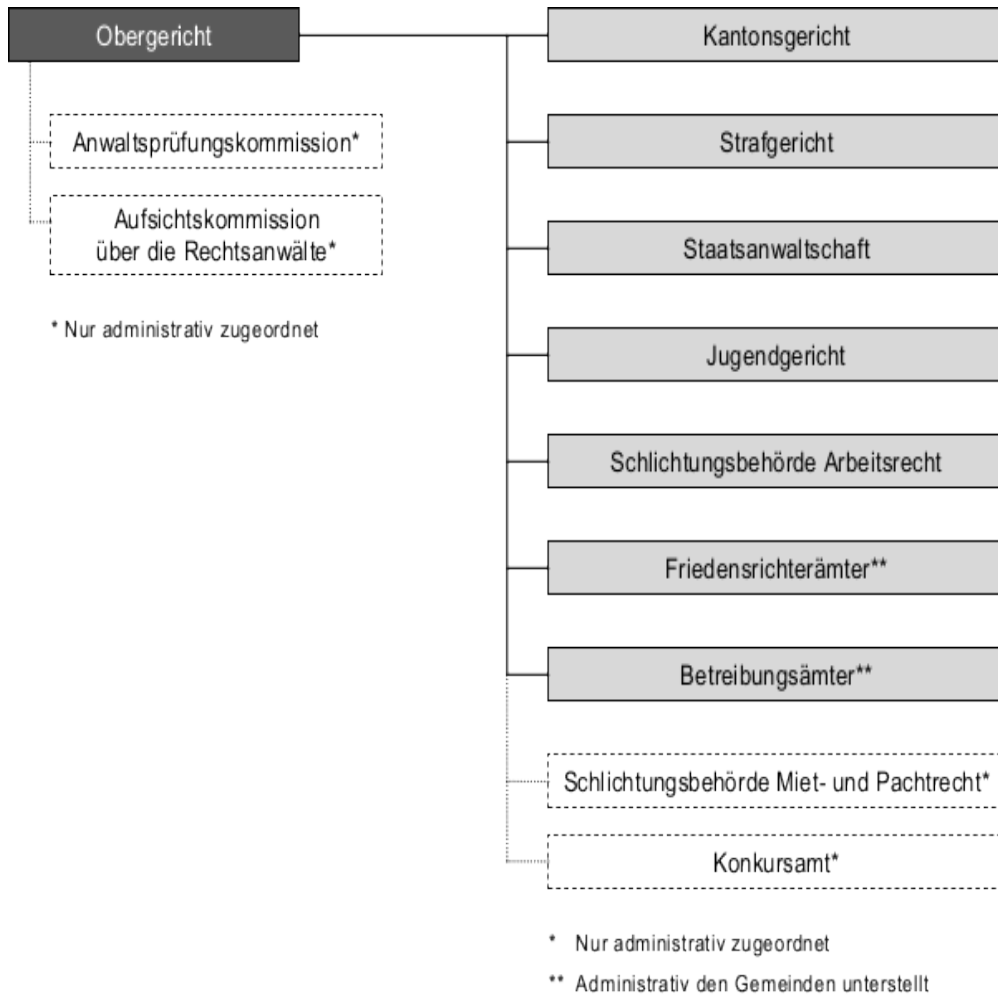 Obergericht
Anwaltsprüfungskommission*
Aufsichtskommission
über die Rechtsanwälte*
* Nur administrativ zugeordnet
Kantonsgericht
Strafgericht
Staatsanwaltschaft
Jugendgericht
Schlichtungsbehörde Arbeitsrecht
Friedensrichterämter**
Betreibungsämter**
Schlichtungsbehörde Miet- und Pachtrecht*
Konkursamt*
* Nur administrativ zugeordnet
** Administrativ den Gemeinden unterstellt